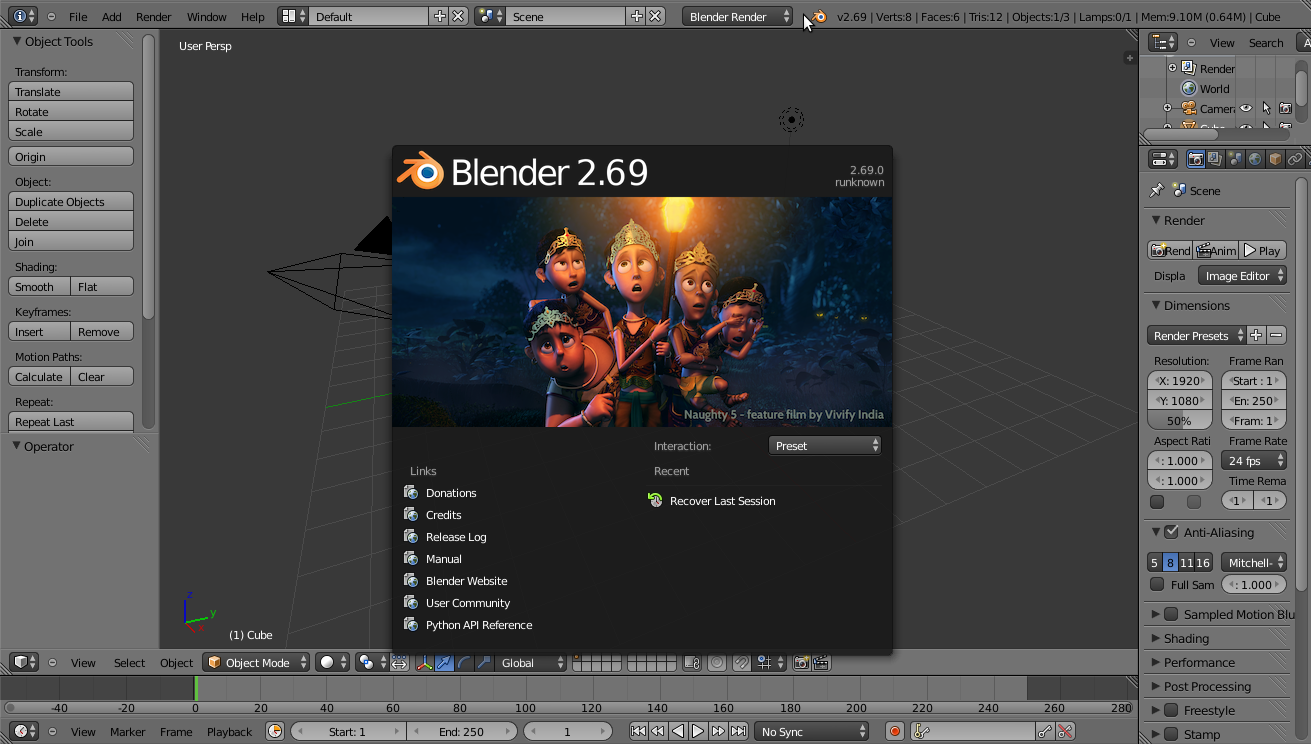 File Add Render Window Help Default Scene Blender Render v2.69 | Verts:8 | Faces:6 | Tris:12 | Objects:1/3 | Lamps:0/1 | Mem:9.10M (0.64M) | Cube
Object Tools
Transform:
Translate
Rotate
Scale
Origin
Object:
Duplicate Objects
Delete
Join
Shading:
Smooth Flat
Keyframes:
Insert Remove
Motion Paths:
Calculate Clear
Repeat:
Repeat Last
Operator
User Persp
Blender 2.69
2.69.0
runknown
Naughty 5 - feature film by Vivify India
Interaction: Preset
Links
Donations
Credits
Release Log
Manual
Blender Website
User Community
Python API Reference
Recent
Recover Last Session
z
y
x
(1) Cube
View Select Object Object Mode Global
-40 -20 0 20 40 60 80 100 120 140 160 180 200 220 240 260 280
View Marker Frame Playback Start: 1 End: 250 1 No Sync
View Search A
Render
World
Camer
Cube
Scene
Render
Rend Anim Play
Displa Image Editor
Dimensions
Render Presets
Resolution: Frame Ran
X: 1920 Start : 1
Y: 1080 En: 250
50% Fram: 1
Aspect Rati Frame Rate
: 1.000 24 fps
: 1.000 Time Rema
1 1
Anti-Aliasing
5 8 11 16 Mitchell-
Full Sam : 1.000
Sampled Motion Blu
Shading
Performance
Post Processing
Freestyle
Stamp